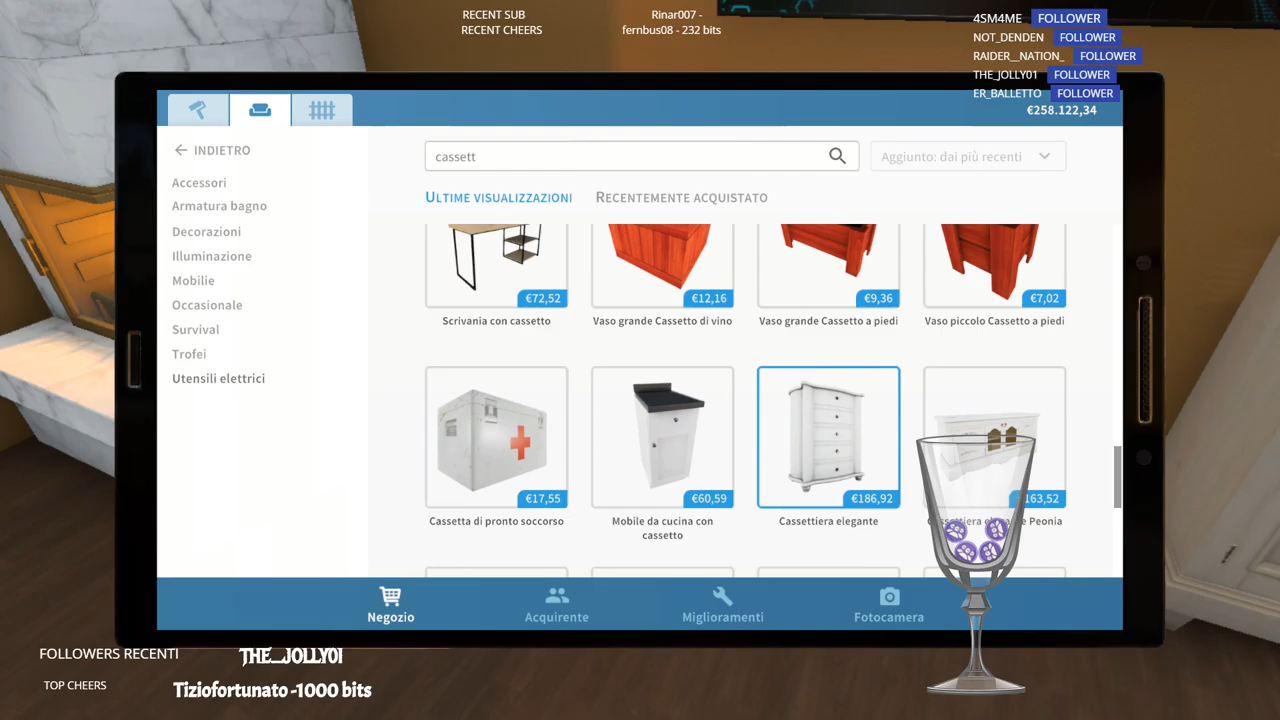 RECENT SUB
RECENT CHEERS
Rinar007 -
fernbus08 - 232 bits
4SM4ME FOLLOWER
NOT_DENDEN FOLLOWER
RAIDER__NATION_ FOLLOWER
THE_JOLLY01 FOLLOWER
ER_BALLETTO FOLLOWER
€258.122,34
INDIETRO
Accessori
Armatura bagno
Decorazioni
Illuminazione
Mobilie
Occasionale
Survival
Trofei
Utensili elettrici
cassett
Aggiunto: dai più recenti
ULTIME VISUALIZZAZIONI
RECENTEMENTE ACQUISTATO
€72,52
€12,16
€9,36
€7,02
Scrivania con cassetto
Vaso grande Cassetto di vino
Vaso grande Cassetto a piedi
Vaso piccolo Cassetto a piedi
€17,55
€60,59
€186,92
€163,52
Cassetta di pronto soccorso
Mobile da cucina con
cassetto
Cassettiera elegante
Cassettiera elegante Peonia
Negozio
Acquirente
Miglioramenti
Fotocamera
FOLLOWERS RECENTI
THE_JOLLY01
TOP CHEERS
Tiziofortunato -1000 bits